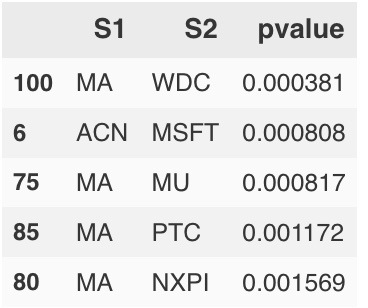 S1 S2 pvalue
100 MA WDC 0.000381
6 ACN MSFT 0.000808
75 MA MU 0.000817
85 MA PTC 0.001172
80 MA NXPI 0.001569